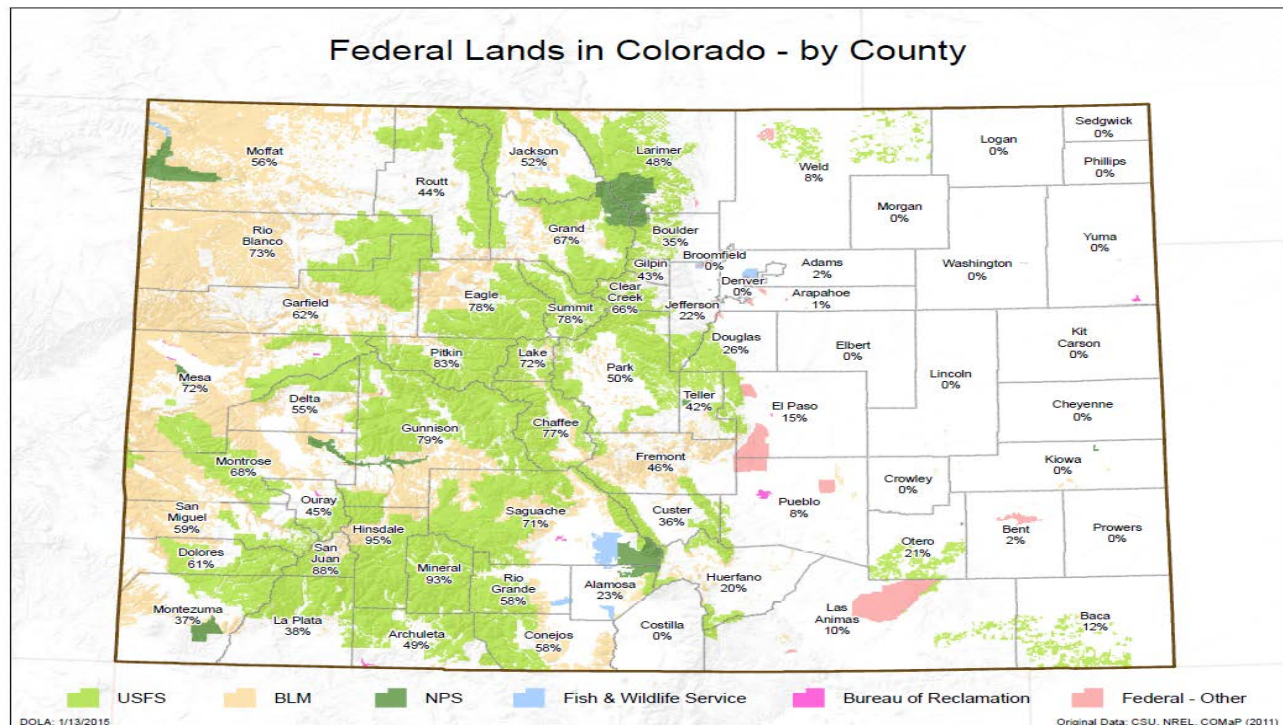 Federal Lands in Colorado - by County
Moffat
56%
Routt
44%
Jackson
52%
Larimer
48%
Weld
8%
Logan
0%
Sedgwick
0%
Phillips
0%
Morgan
0%
Rio
Blanco
73%
Grand
67%
Boulder
35%
Broomfield
0%
Gilpin
43%
Adams
2%
Washington
0%
Yuma
0%
Garfield
62%
Eagle
78%
Summit
78%
Clear
Creek
66%
Denver
0%
Arapahoe
1%
Jefferson
22%
Douglas
26%
Elbert
0%
Kit
Carson
0%
Mesa
72%
Pitkin
83%
Lake
72%
Park
50%
Lincoln
0%
Delta
55%
Teller
42%
El Paso
15%
Cheyenne
0%
Gunnison
79%
Chaffee
77%
Fremont
46%
Kiowa
0%
Montrose
68%
Crowley
0%
Ouray
45%
Pueblo
8%
San
Miguel
59%
Hinsdale
95%
Saguache
71%
Custer
36%
Bent
2%
Prowers
0%
Dolores
61%
San
Juan
88%
Mineral
93%
Otero
21%
Rio
Grande
58%
Alamosa
23%
Huerfano
20%
Montezuma
37%
La Plata
38%
Archuleta
49%
Conejos
58%
Costilla
0%
Las
Animas
10%
Baca
12%
USFS
BLM
NPS
Fish & Wildlife Service
Bureau of Reclamation
Federal - Other
DOLA: 1/13/2015
Original Data: CSU, NREL, COMaP (2011)